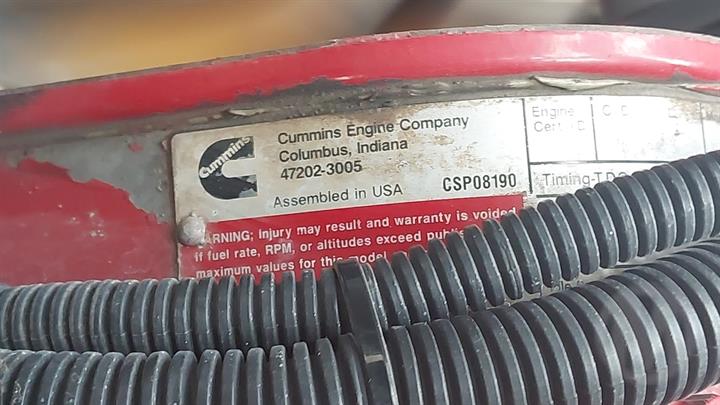 Cummins
Cummins Engine Company
Columbus, Indiana
47202-3005
Assembled in USA
CSP08190
Engine
Cert.
Timing-T.D.C.
WARNING; Injury may result and warranty is voided
if fuel rate, RPM, or altitudes exceed
maximum values for this model